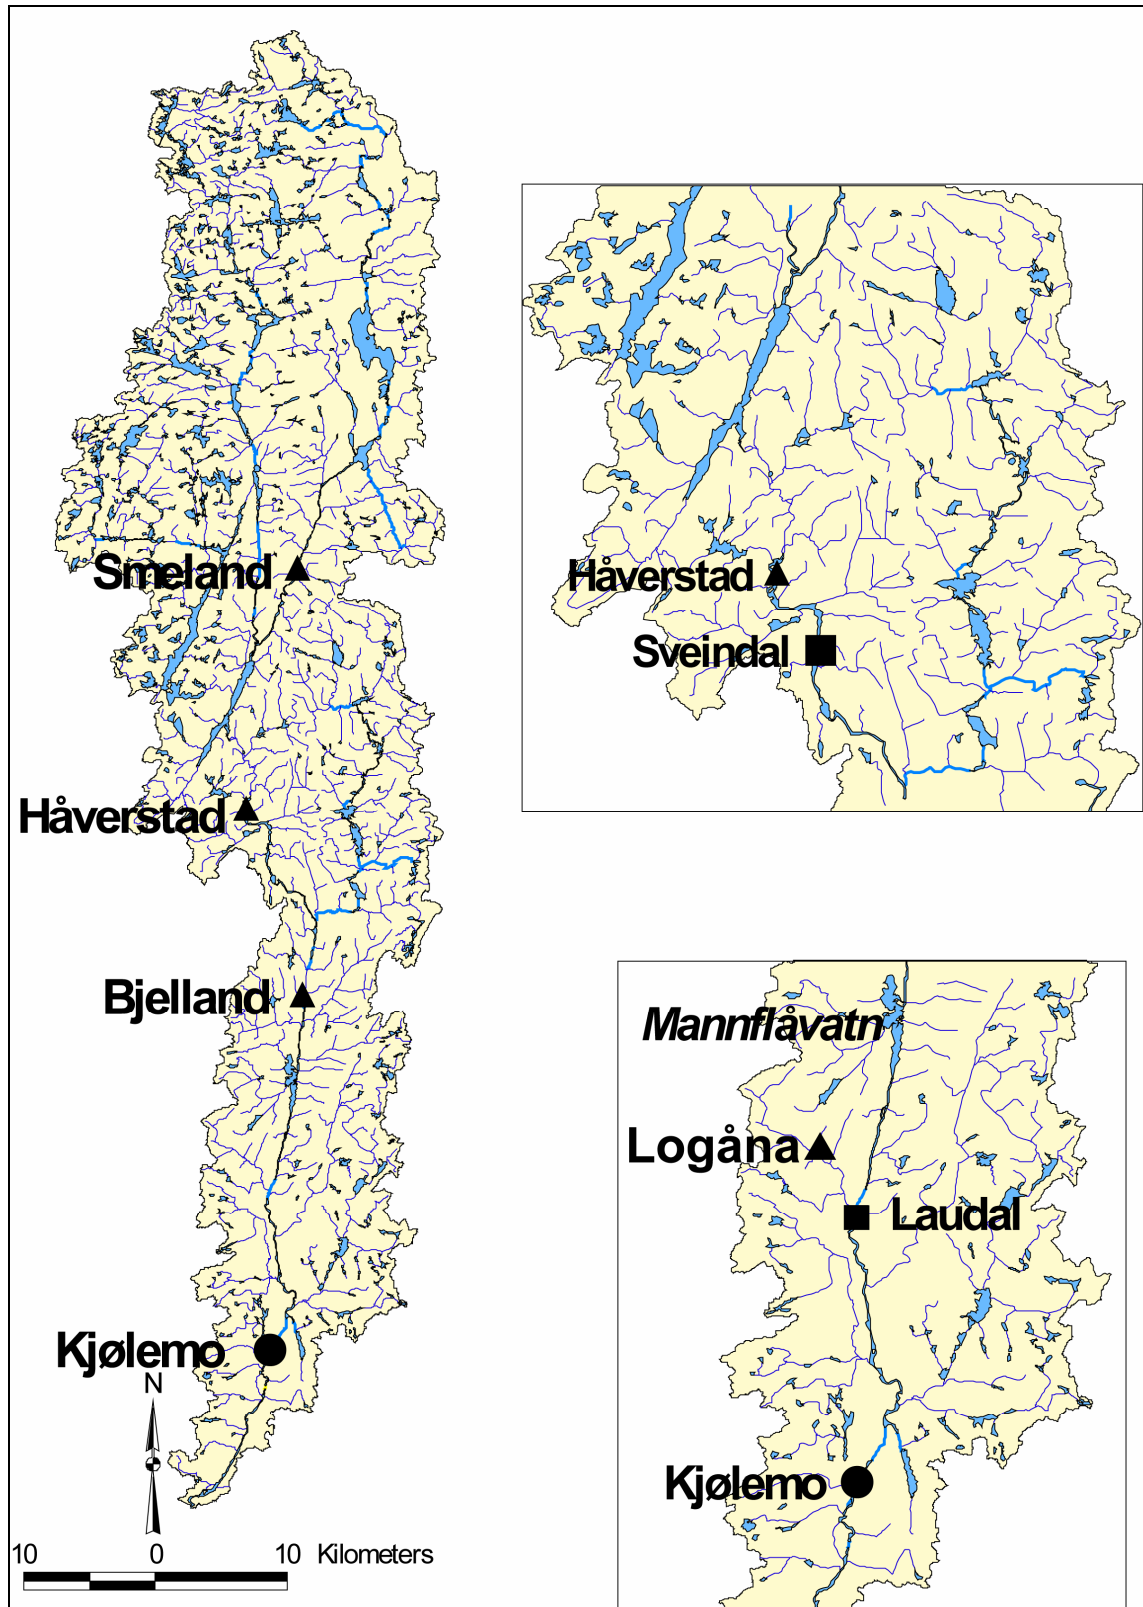 Smeland
Håverstad
Bjelland
Kjølemo
N
10 0 10 Kilometers
Håverstad
Sveindal
Mannflåvatn
Logåna
Laudal
Kjølemo